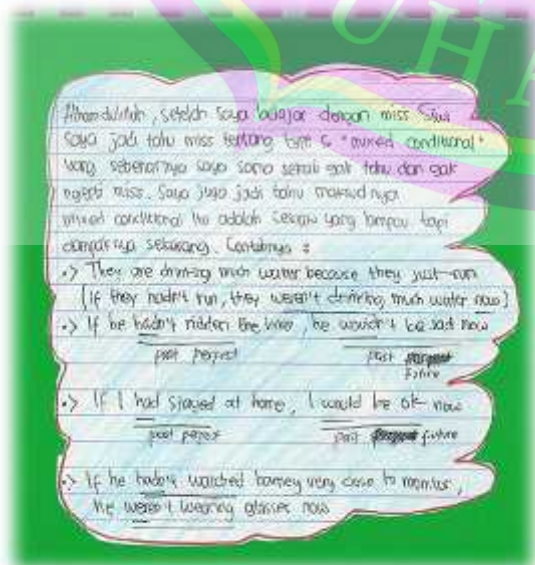 UHA
Alhamdulillah, setelah saya belajar dengan miss
saya jadi tahu miss tentang type 5 "mixed conditional"
yang sebenarnya saya sama sekali gak tahu dan gak
ngerti miss. Saya juga jadi tahu maksudnya
mixed conditional itu adalah sesuatu yang lampau tapi
dampaknya sekarang. Contohnya :
.> They are drinking much water because they just run
(If they hadn't run, they weren't drinking much water now)
.> If he hadn't ridden the bike, he wouldn't be sad now
past perfect past future
.> If I had stayed at home, I would be ok now
past perfect past future
.> If he hadn't watched very close to monitor,
he weren't wearing glasses now